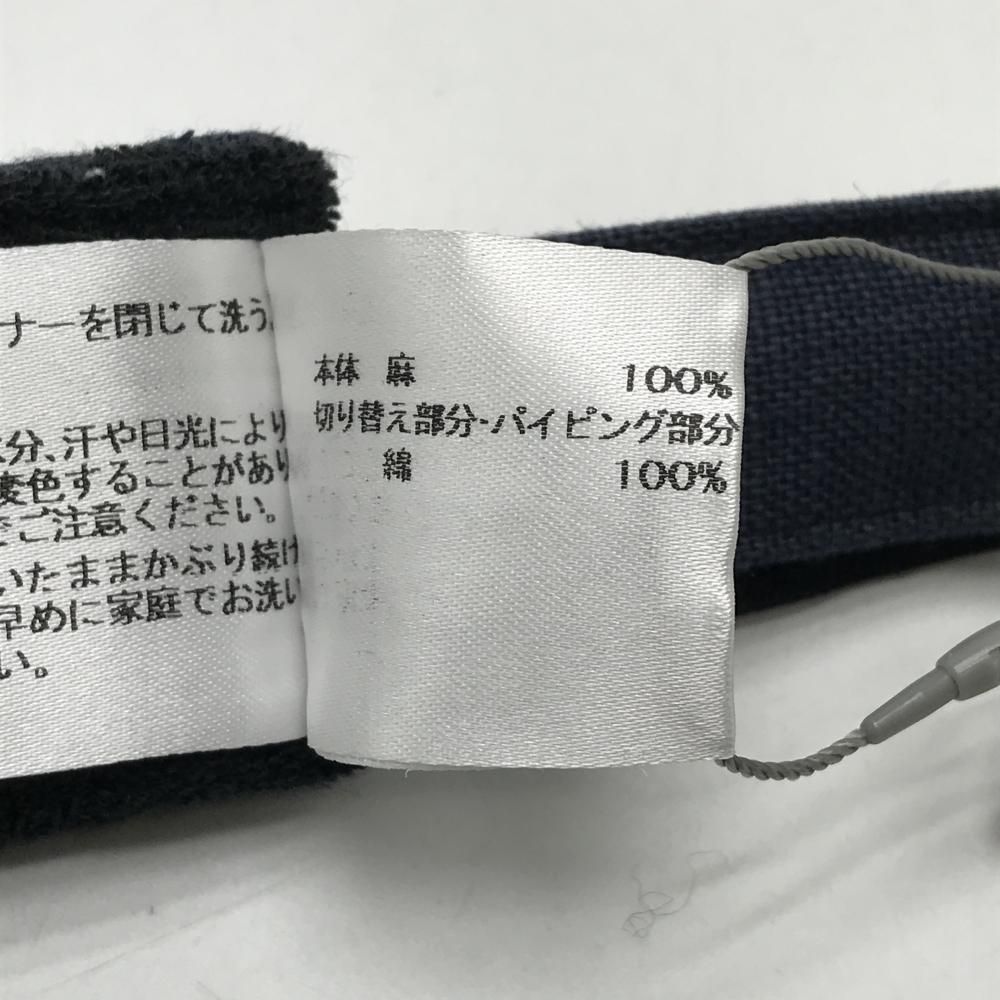 ナーを閉じて洗う
分、汗や日光により
変色することがあり
ご注意ください。
いたままかぶり続け
早めに家庭でお洗い
い。
本体 麻 100%
切り替え部分・パイピング部分
綿 100%